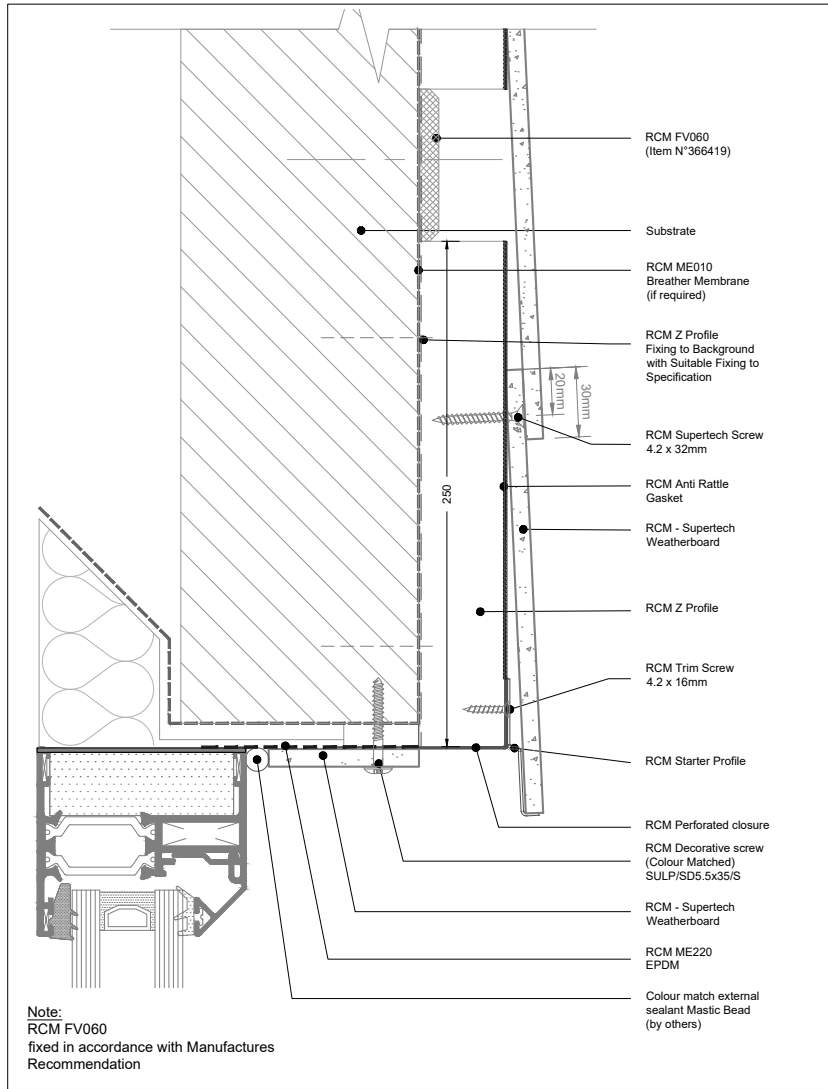 RCM FV060
(Item N°366419)
Substrate
RCM ME010
Breather Membrane
(if required)
RCM Z Profile
Fixing to Background
with Suitable Fixing to
Specification
20mm
30mm
RCM Supertech Screw
4.2 x 32mm
250
RCM Anti Rattle
Gasket
RCM - Supertech
Weatherboard
RCM Z Profile
RCM Trim Screw
4.2 x 16mm
RCM Starter Profile
RCM Perforated closure
RCM Decorative screw
(Colour Matched)
SULP/SD5.5x35/S
RCM - Supertech
Weatherboard
RCM ME220
EPDM
Colour match external
sealant Mastic Bead
(by others)
Note:
RCM FV060
fixed in accordance with Manufactures
Recommendation